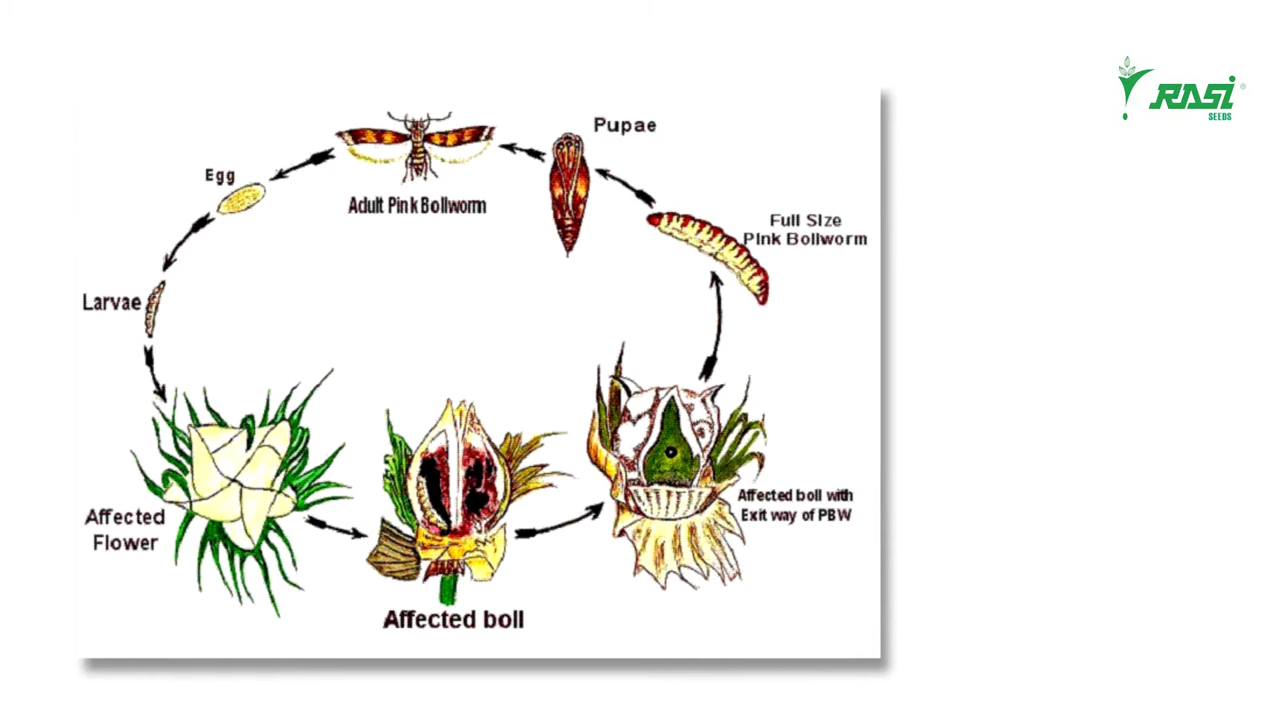 RASI
SEEDS
Pupae
Egg
Adult Pink Bollworm
Full Size
Pink Bollworm
Larvae
Affected boll with
Exit way of PBW
Affected
Flower
Affected boll